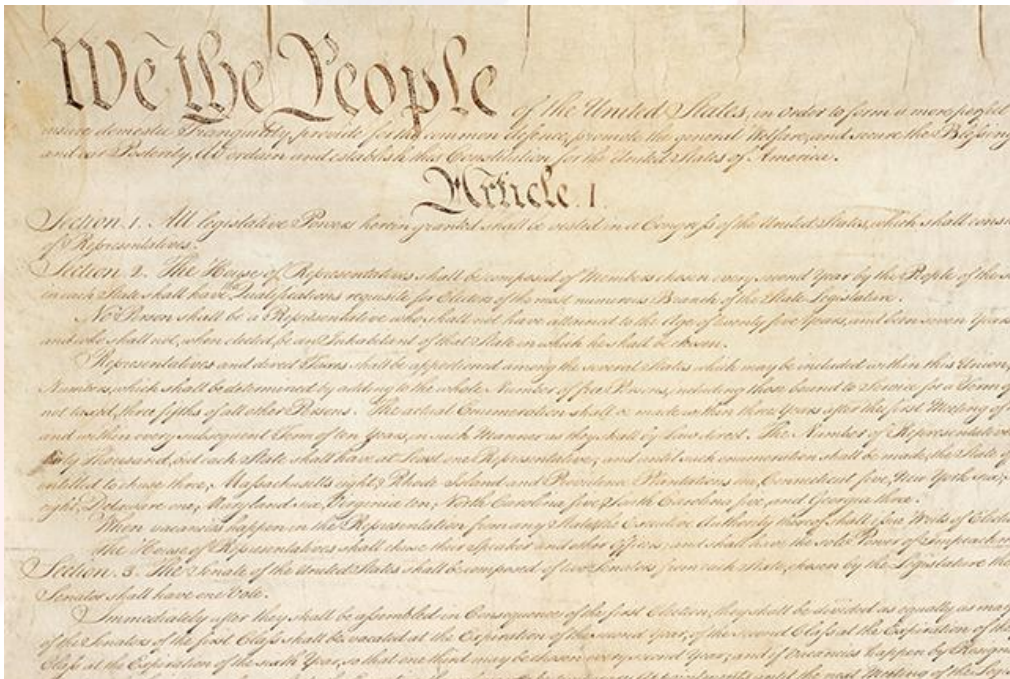 We the People of the United States, in Order to form a more perfect
insure domestic Tranquility, provide for the common defence, promote the general Welfare, and secure the Blessing
and our Posterity, do ordain and establish this Constitution for the United States of America.
Article. I.
Section. 1. All legislative Powers herein granted shall be vested in a Congress of the United States, which shall cons
of Representatives.
Section. 2. The House of Representatives shall be composed of Members chosen every second Year by the People of the
in each State shall have the Qualifications requisite for Electors of the most numerous Branch of the State Legislature.
No Person shall be a Representative who shall not have attained to the Age of twenty five Years, and been seven Years
and who shall not, when elected, be an Inhabitant of that State in which he shall be chosen.
Representatives and direct Taxes shall be apportioned among the several States which may be included within this Union,
Numbers, which shall be determined by adding to the whole Number of free Persons, including those bound to Service for a Term of
not taxed, three fifths of all other Persons. The actual Enumeration shall be made within three Years after the first Meeting of
and within every subsequent Term of ten Years, in such Manner as they shall by Law direct. The Number of Representatives
thirty Thousand, but each State shall have at Least one Representative; and until such enumeration shall be made, the State of
entitled to chuse three, Massachusetts eight, Rhode Island and Providence Plantations one, Connecticut five, New York six,
eight, Delaware one, Maryland six, Virginia ten, North Carolina five, South Carolina five, and Georgia three.
When vacancies happen in the Representation from any State, the Executive Authority thereof shall issue Writs of Electi
The House of Representatives shall chuse their Speaker and other Officers; and shall have the sole Power of Impeachm
Section. 3. The Senate of the United States shall be composed of two Senators from each State, chosen by the Legislature the
Senator shall have one Vote.
Immediately after they shall be assembled in Consequence of the first Election, they shall be divided as equally as may
of the Senators of the first Class shall be vacated at the Expiration of the second Year, of the second Class at the Expiration of the
Class at the Expiration of the sixth Year, so that one third may be chosen every second Year; and if Vacancies happen by Resign
until the next Meeting of the Legis